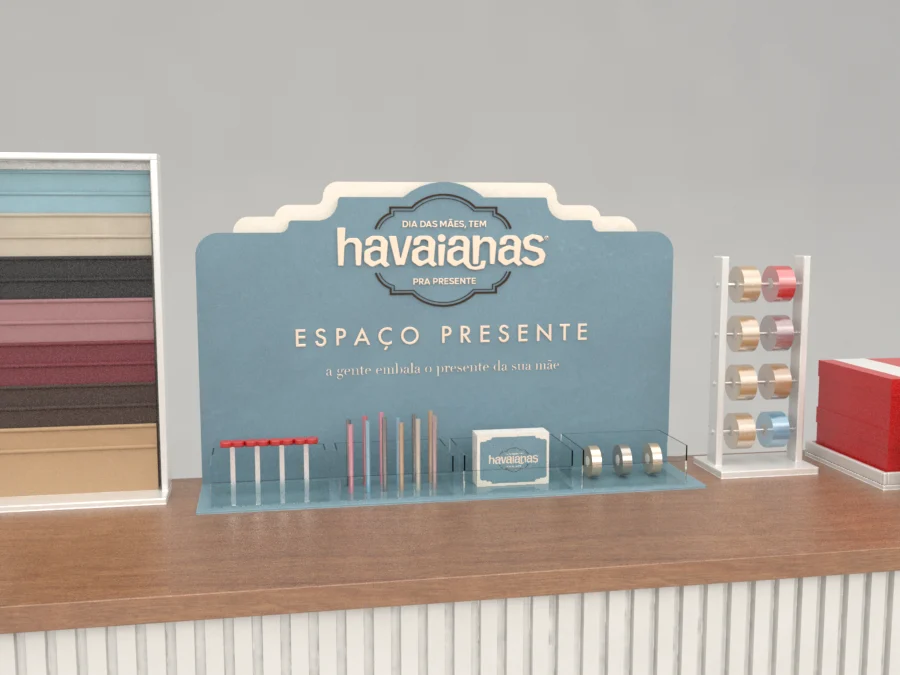 DIA DAS MÃES, TEM
havaianas
PRA PRESENTE
ESPAÇO PRESENTE
a gente embala o presente da sua mãe
havaianas